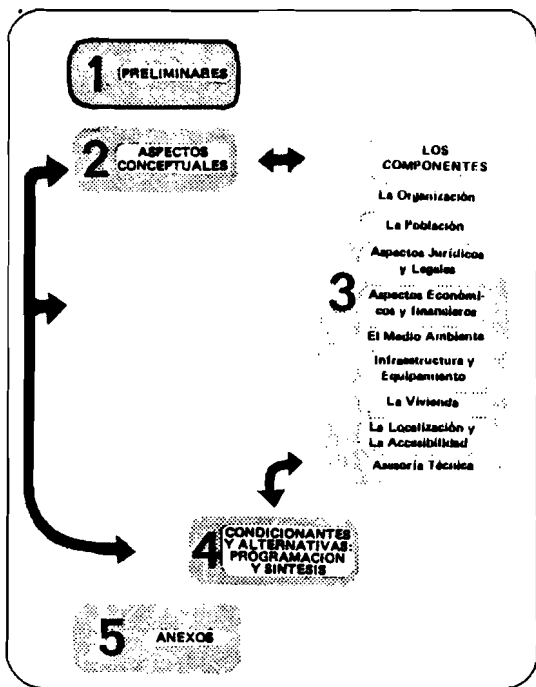 1 PRELIMINARES
2 ASPECTOS
CONCEPTUALES
LOS
COMPONENTES
La Organización
La Población
Aspectos Jurídicos
y Legales
3 Aspectos Económi-
cos y financieros
El Medio Ambiente
Infraestructura y
Equipamiento
La Vivienda
La Localización y
La Accesibilidad
Asesoría Técnica
4 CONDICIONANTES
Y ALTERNATIVAS:
PROGRAMACION
Y SINTESIS
5 ANEXOS